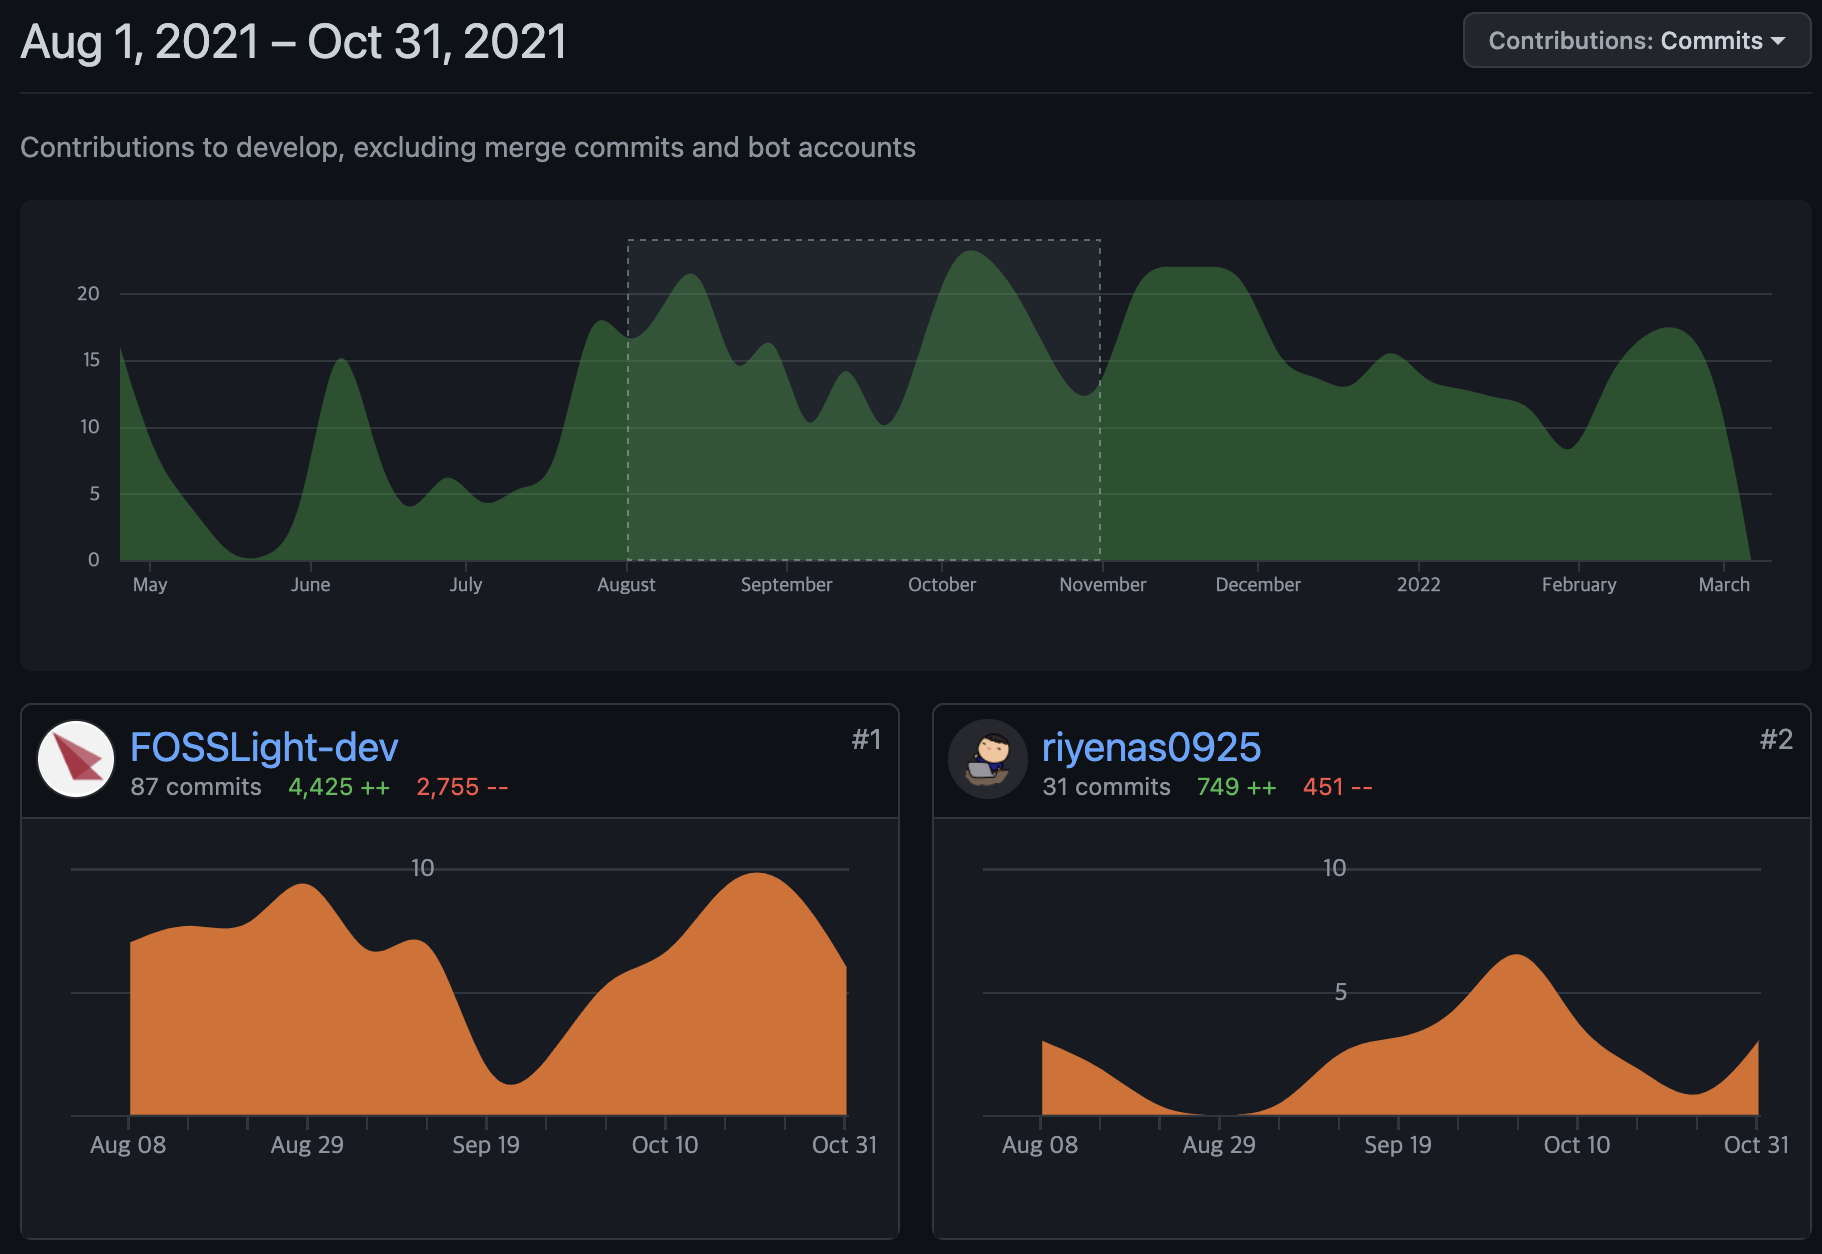 Aug 1, 2021 – Oct 31, 2021
Contributions: Commits
Contributions to develop, excluding merge commits and bot accounts
20
15
10
5
0
May June July August September October November December 2022 February March
FOSSLight-dev #1
87 commits 4,425 ++ 2,755 --
10
Aug 08 Aug 29 Sep 19 Oct 10 Oct 31
riyenas0925 #2
31 commits 749 ++ 451 --
10
5
Aug 08 Aug 29 Sep 19 Oct 10 Oct 31